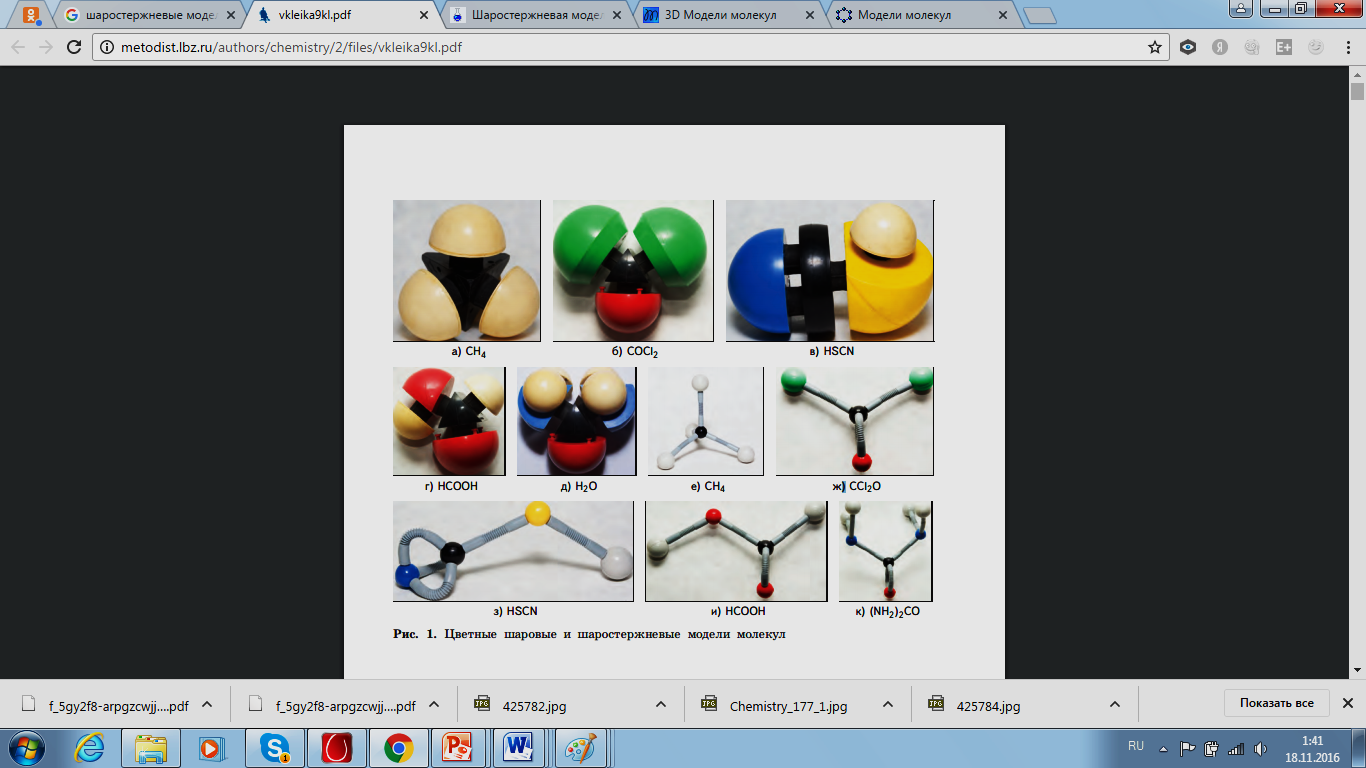 шаростержневые моде
vkleika9kl.pdf
Шаростержневая моде
3D Модели молекул
Модели молекул
metodist.lbz.ru/authors/chemistry/2/files/vkleika9kl.pdf
а) CH4
б) COCl2
в) HSCN
г) HCOOH
д) H2O
е) CH4
ж) CCl2O
з) HSCN
и) HCOOH
к) (NH2)2CO
Рис. 1. Цветные шаровые и шаростержневые модели молекул
f_5gy2f8-arpgzcwjj....pdf
f_5gy2f8-arpgzcwjj....pdf
425782.jpg
Chemistry_177_1.jpg
425784.jpg
Показать все
RU
1:41
18.11.2016